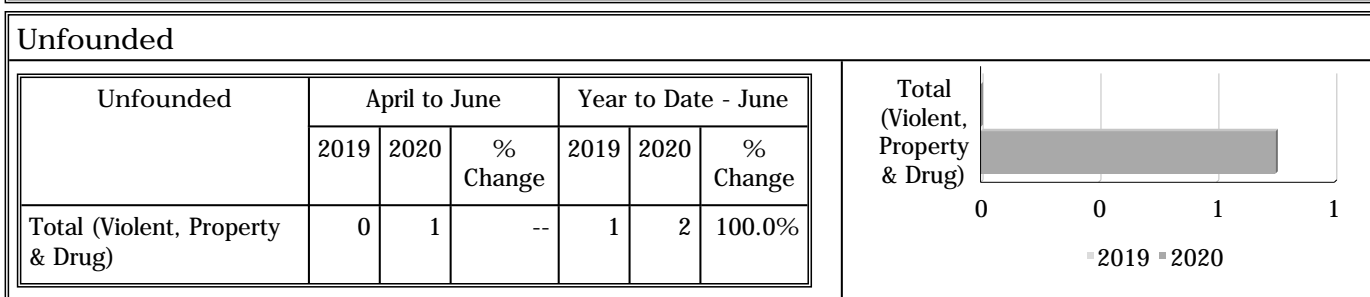 Unfounded
Unfounded April to June Year to Date - June
2019 2020 % Change 2019 2020 % Change
Total (Violent, Property & Drug) 0 1 -- 1 2 100.0%
Total
(Violent,
Property
& Drug)
0 0 1 1
2019 2020